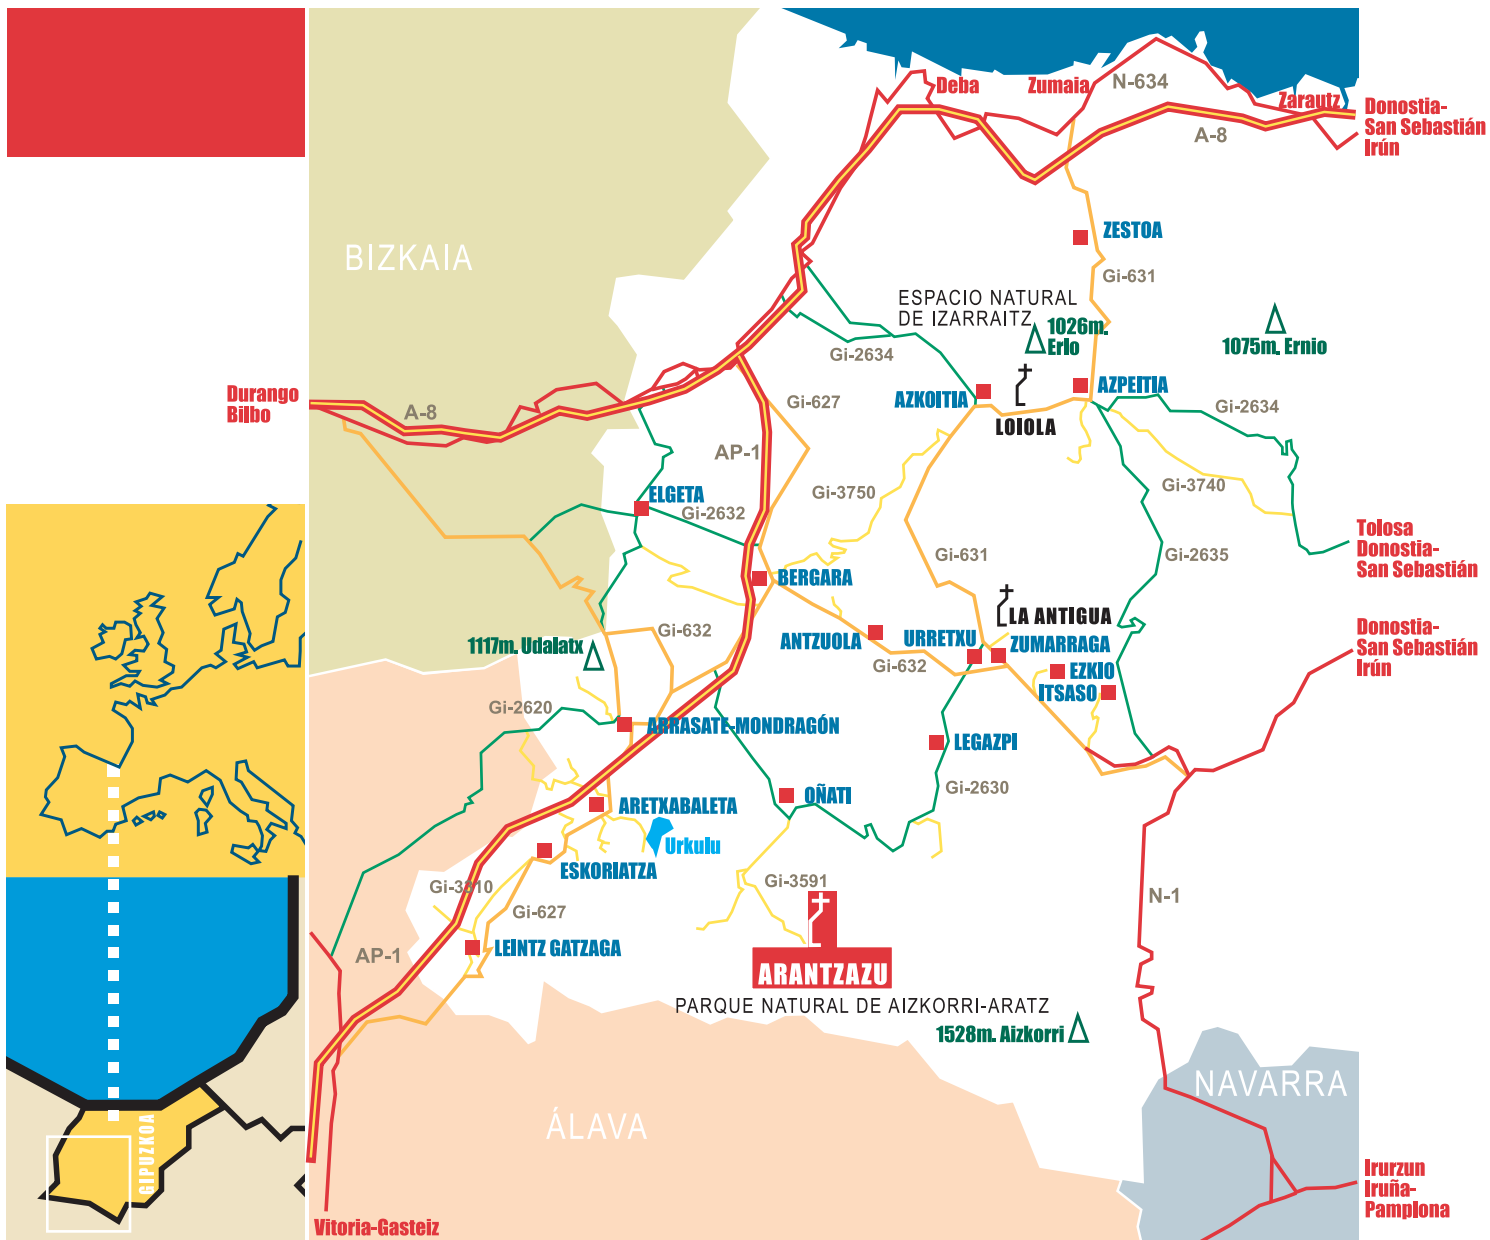 Deba
Zumaia
N-634
Zarautz
Donostia-
San Sebastián
Irún
A-8
BIZKAIA
ZESTOA
Gi-631
ESPACIO NATURAL
DE IZARRAITZ
1026m.
Erlo
1075m. Ernio
Gi-2634
Durango
Bilbo
A-8
AZKOITIA
AZPEITIA
LOIOLA
Gi-627
Gi-2634
AP-1
Gi-3750
Gi-3740
ELGETA
Gi-2632
Tolosa
Donostia-
San Sebastián
Gi-631
Gi-2635
BERGARA
LA ANTIGUA
1117m. Udalatx
Gi-632
ANTZUOLA
URRETXU
ZUMARRAGA
Donostia-
San Sebastián
Irún
Gi-632
EZKIO
ITSASO
Gi-2620
ARRASATE-MONDRAGÓN
LEGAZPI
Gi-2630
ARETXABALETA
OÑATI
Urkulu
ESKORIATZA
Gi-3310
Gi-3591
Gi-627
N-1
LEINTZ GATZAGA
AP-1
ARANTZAZU
PARQUE NATURAL DE AIZKORRI-ARATZ
1528m. Aizkorri
NAVARRA
ÁLAVA
GIPUZKOA
Irurzun
Iruña-
Pamplona
Vitoria-Gasteiz